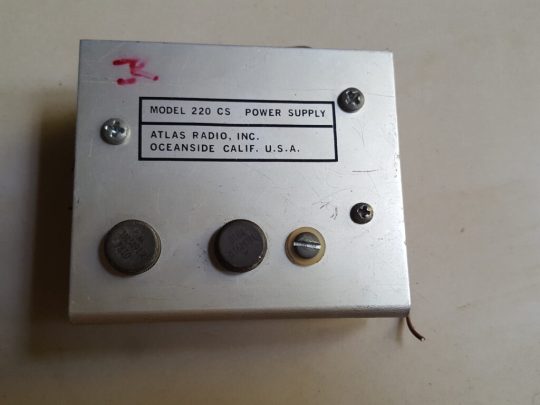 MODEL 220 CS POWER SUPPLY
ATLAS RADIO, INC.
OCEANSIDE CALIF. U.S.A.